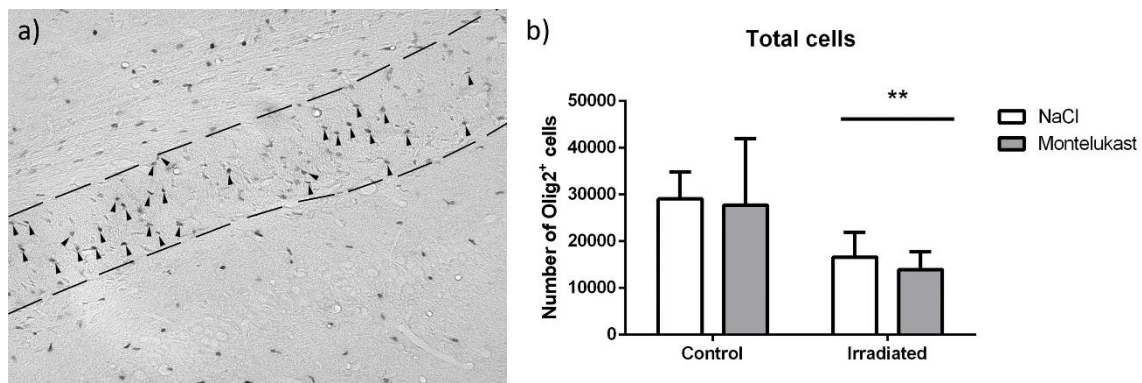 a)
b)
Total cells
**
NaCl
Montelukast
Number of Olig2⁺ cells
50000
40000
30000
20000
10000
0
Control
Irradiated